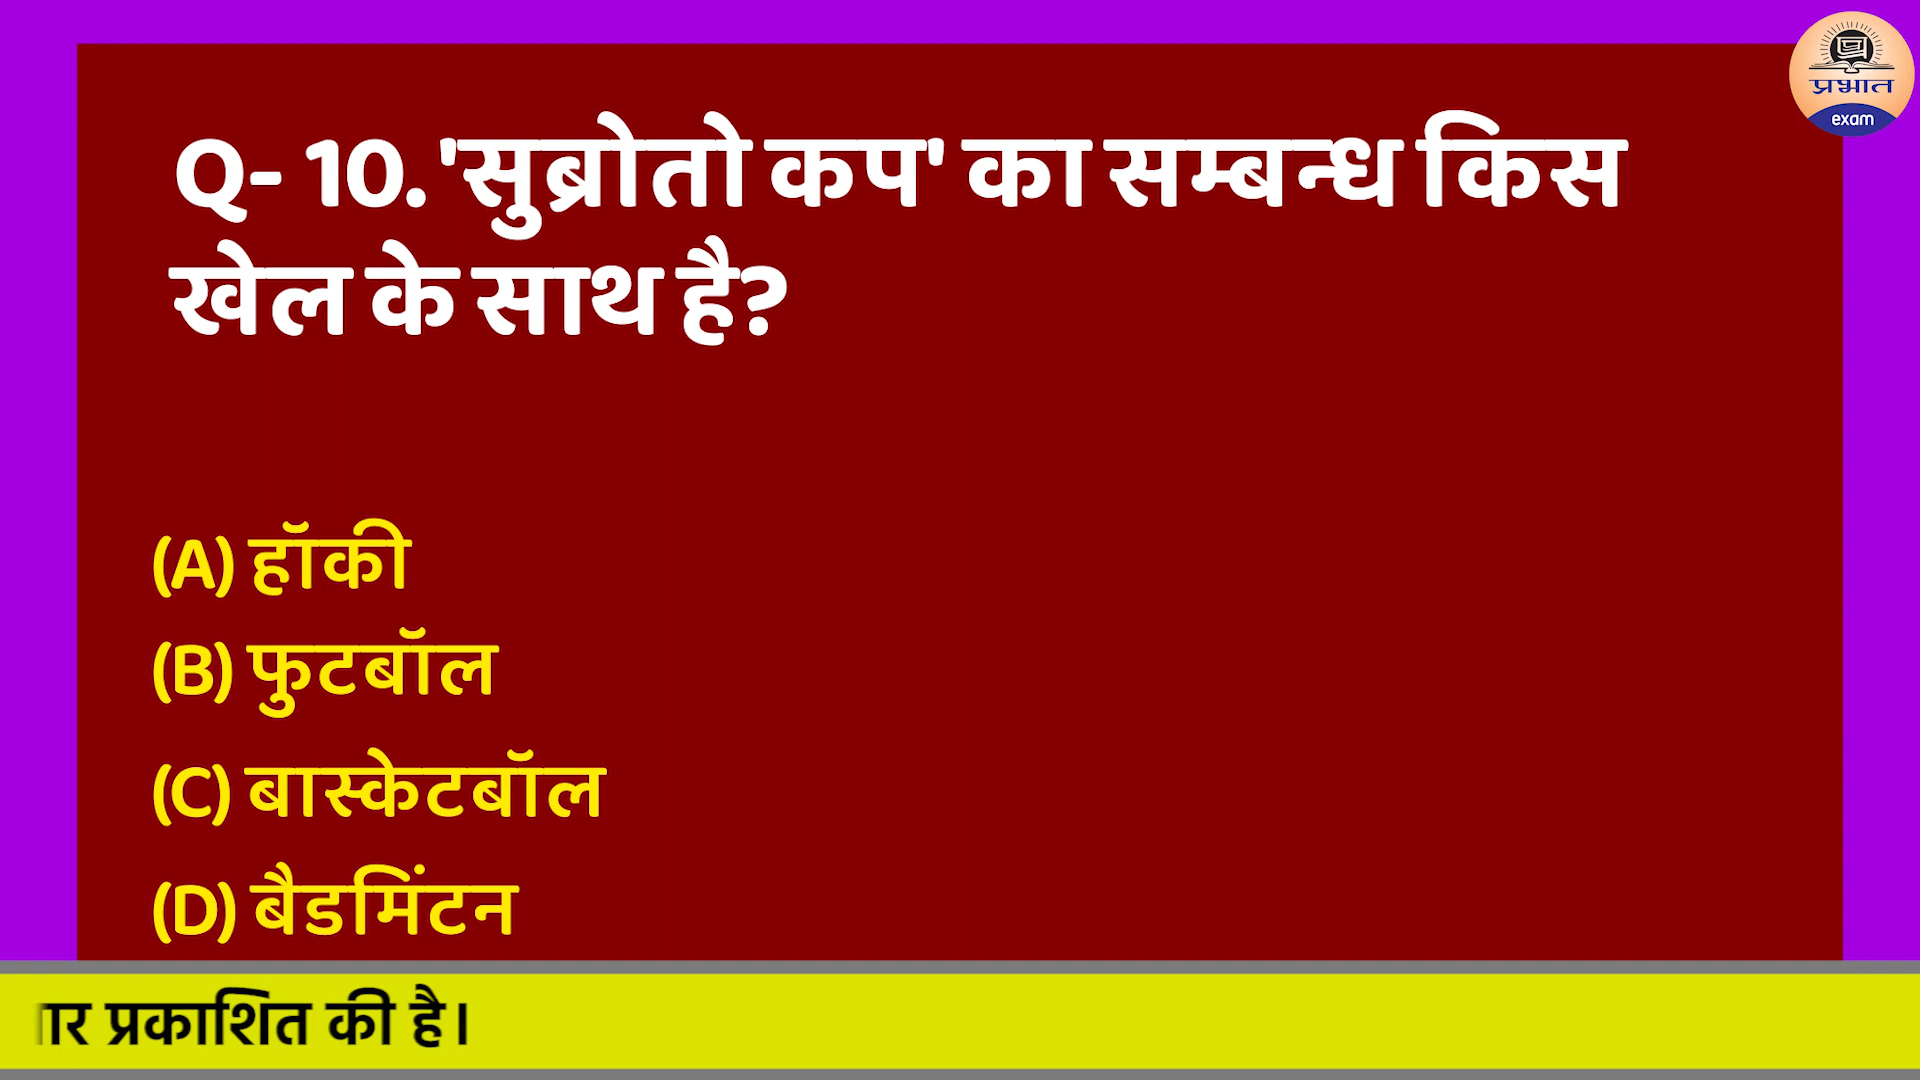 प्रभात
exam
Q- 10. 'सुब्रोतो कप' का सम्बन्ध किस
खेल के साथ है?
(A) हॉकी
(B) फुटबॉल
(C) बास्केटबॉल
(D) बैडमिंटन
प्रकाशित की है।